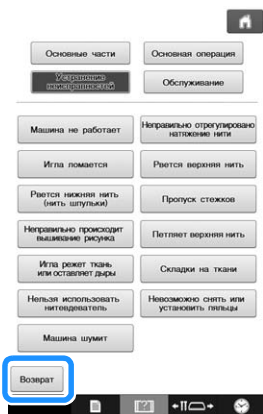 Основные части
Основная операция
Устранение
неисправностей
Обслуживание
Машина не работает
Неправильно отрегулировано
натяжение нити
Игла ломается
Рвется верхняя нить
Рвется нижняя нить
(нить шпульки)
Пропуск стежков
Неправильно происходит
вышивание рисунка
Петляет верхняя нить
Игла режет ткань
или оставляет дыры
Складки на ткани
Нельзя использовать
нитевдеватель
Невозможно снять или
установить пяльцы
Машина шумит
Возврат